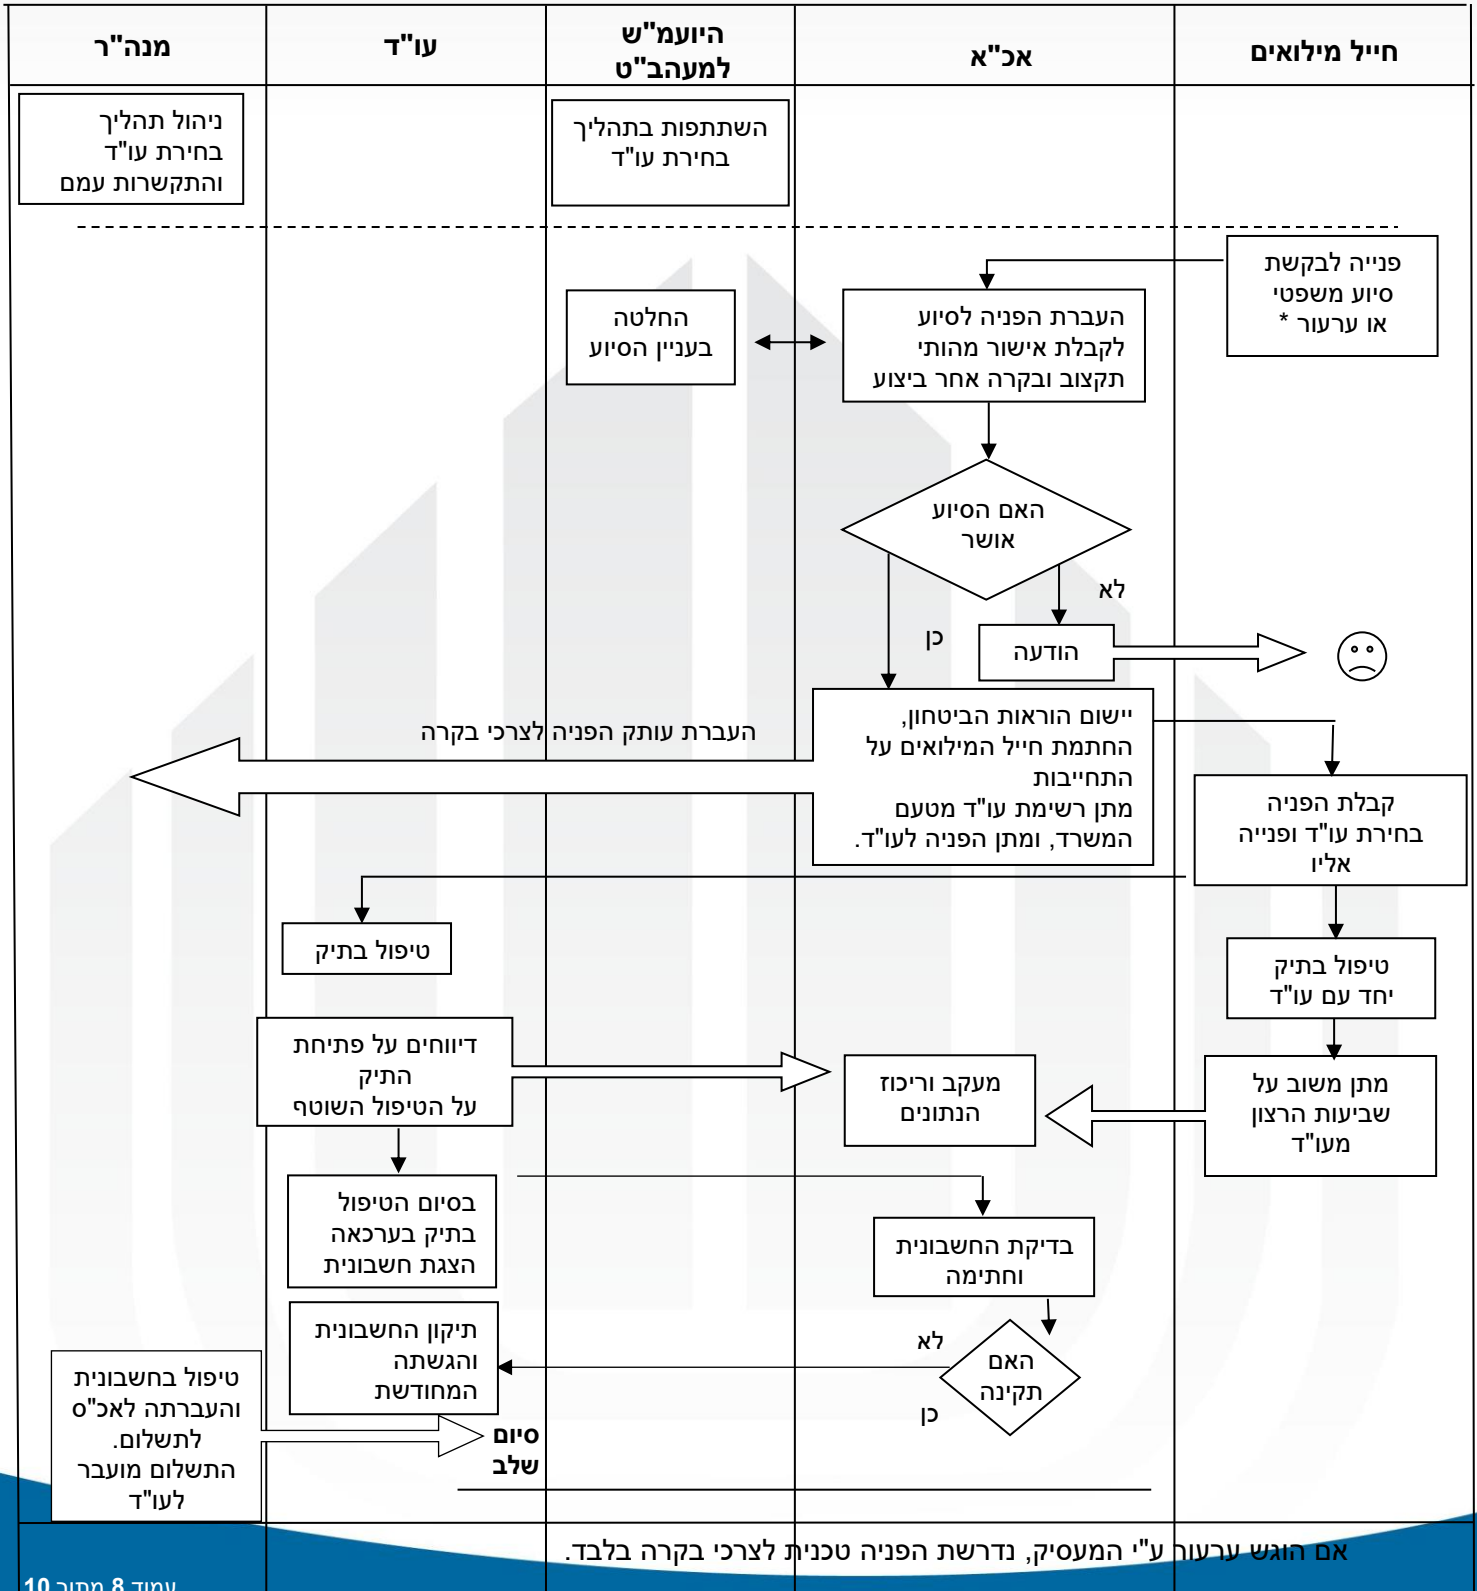 חייל מילואים
אכ"א
היועמ"ש
למעהב"ט
עו"ד
מנה"ר
השתתפות בתהליך
בחירת עו"ד
ניהול תהליך
בחירת עו"ד
והתקשרות עמם
פנייה לבקשת
סיוע משפטי
או ערעור *
העברת הפניה לסיוע
לקבלת אישור מהותי
תקצוב ובקרה אחר ביצוע
החלטה
בעניין הסיוע
האם הסיוע
אושר
לא
כן
הודעה
יישום הוראות הביטחון,
החתמת חייל המילואים על
התחייבות
מתן רשימת עו"ד מטעם
המשרד, ומתן הפניה לעו"ד.
העברת עותק הפניה לצרכי בקרה
קבלת הפניה
בחירת עו"ד ופנייה
אליו
טיפול בתיק
טיפול בתיק
יחד עם עו"ד
דיווחים על פתיחת
התיק
על הטיפול השוטף
מעקב וריכוז
הנתונים
מתן משוב על
שביעות הרצון
מעו"ד
בסיום הטיפול
בתיק בערכאה
הצגת חשבונית
בדיקת החשבונית
וחתימה
האם
תקינה
לא
כן
תיקון החשבונית
והגשתה
המחודשת
טיפול בחשבונית
והעברתה לאכ"ס
לתשלום.
התשלום מועבר
לעו"ד
סיום
שלב
אם הוגש ערעור ע"י המעסיק, נדרשת הפניה טכנית לצרכי בקרה בלבד.
עמוד 8 מתוך 10